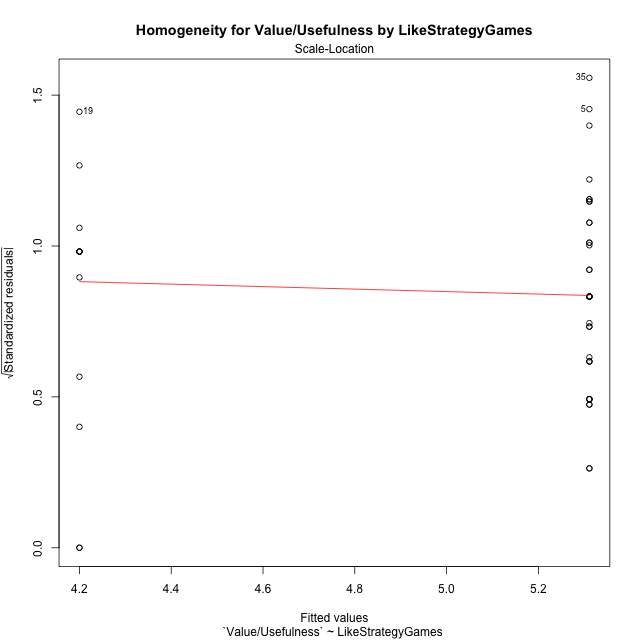 Homogeneity for Value/Usefulness by LikeStrategyGames
Scale-Location
√|Standardized residuals|
1.5
1.0
0.5
0.0
19
35
5
4.2 4.4 4.6 4.8 5.0 5.2
Fitted values
`Value/Usefulness` ~ LikeStrategyGames